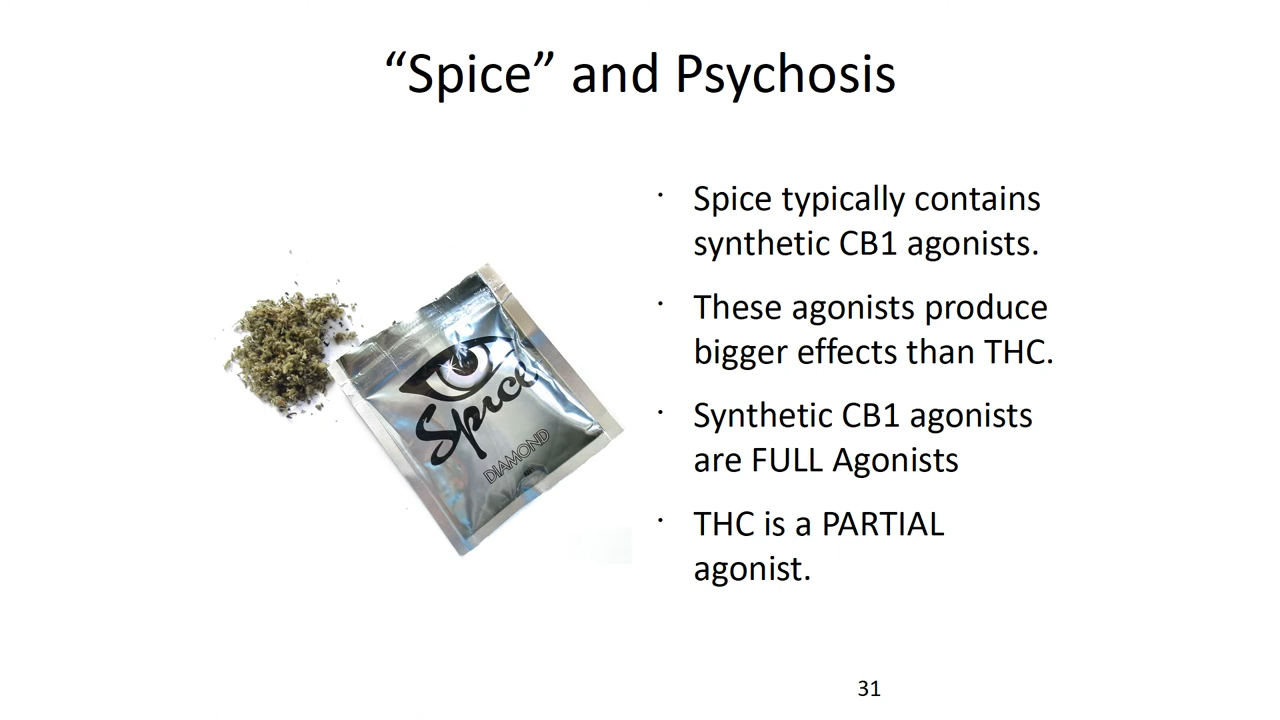 “Spice” and Psychosis
Spice typically contains
synthetic CB1 agonists.
These agonists produce
bigger effects than THC.
Synthetic CB1 agonists
are FULL Agonists
THC is a PARTIAL
agonist.
Spice
DIAMOND
31